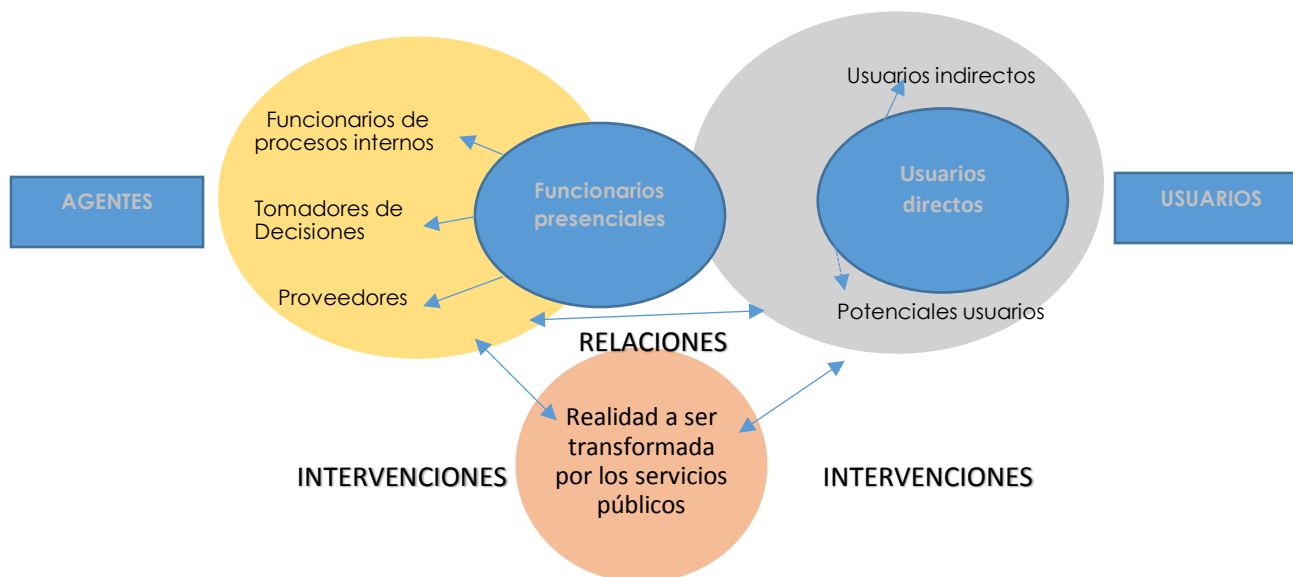 Usuarios indirectos
Funcionarios de
procesos internos
AGENTES
Tomadores de
Decisiones
Proveedores
Funcionarios
presenciales
Usuarios
directos
USUARIOS
Potenciales usuarios
RELACIONES
Realidad a ser
transformada
por los servicios
públicos
INTERVENCIONES
INTERVENCIONES